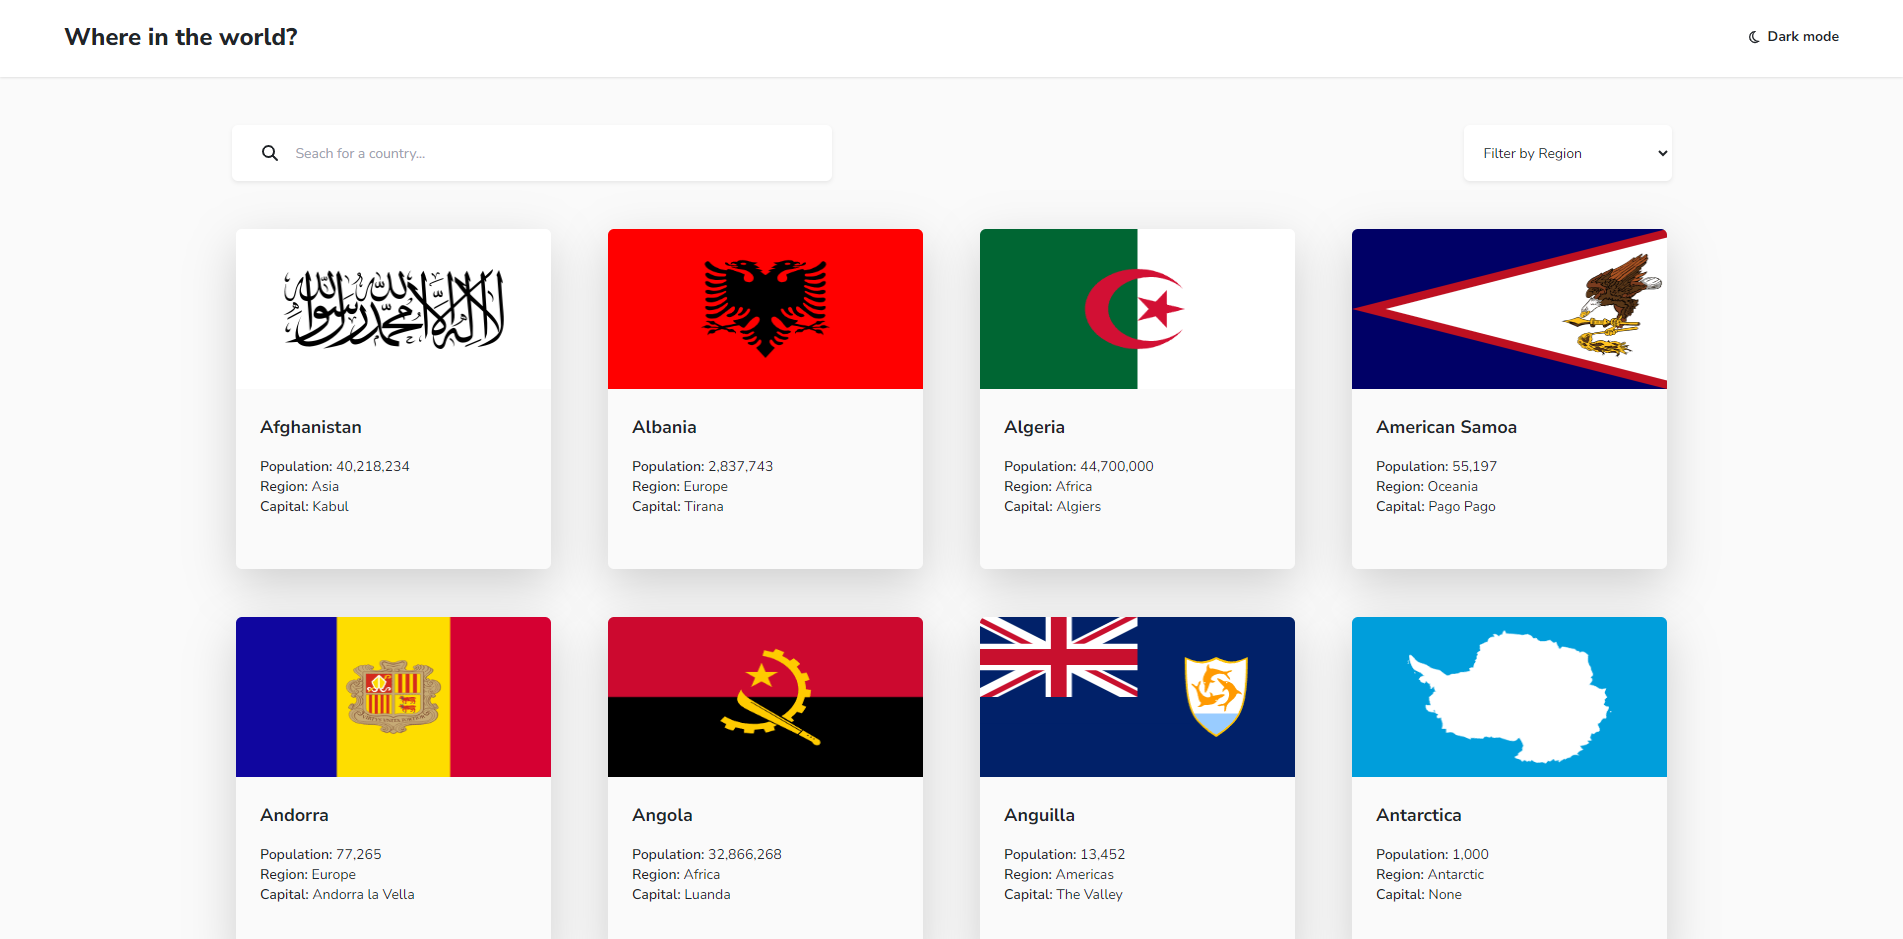 Where in the world?
Dark mode
Seach for a country...
Filter by Region
لا إله إلا الله محمد رسول الله
Afghanistan
Population: 40,218,234
Region: Asia
Capital: Kabul
Albania
Population: 2,837,743
Region: Europe
Capital: Tirana
Algeria
Population: 44,700,000
Region: Africa
Capital: Algiers
American Samoa
Population: 55,197
Region: Oceania
Capital: Pago Pago
Andorra
Population: 77,265
Region: Europe
Capital: Andorra la Vella
Angola
Population: 32,866,268
Region: Africa
Capital: Luanda
Anguilla
Population: 13,452
Region: Americas
Capital: The Valley
Antarctica
Population: 1,000
Region: Antarctic
Capital: None